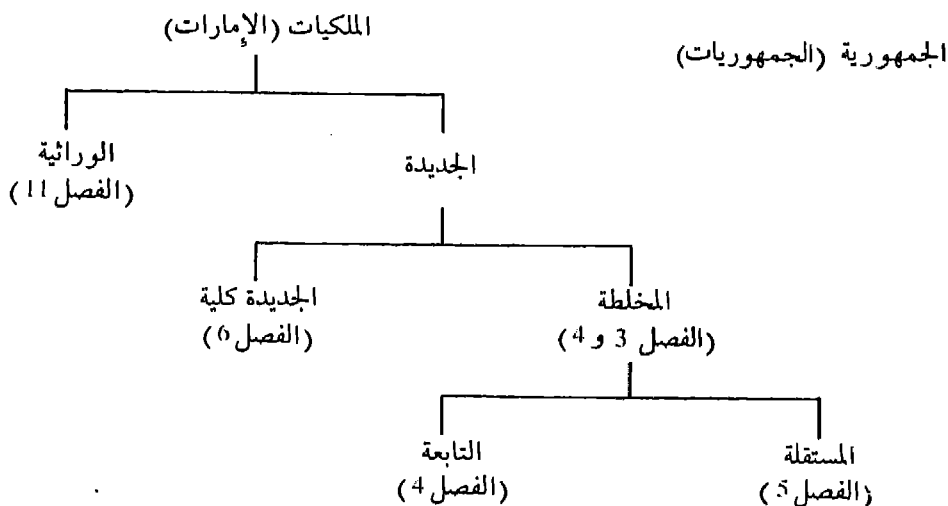 الملكيات (الإمارات)
الجمهورية (الجمهوريات)
الجديدة
الوراثية
(الفصل 11)
المخلطة
(الفصل 3 و 4)
الجديدة كلية
(الفصل 6)
المستقلة
(الفصل 5)
التابعة
(الفصل 4)